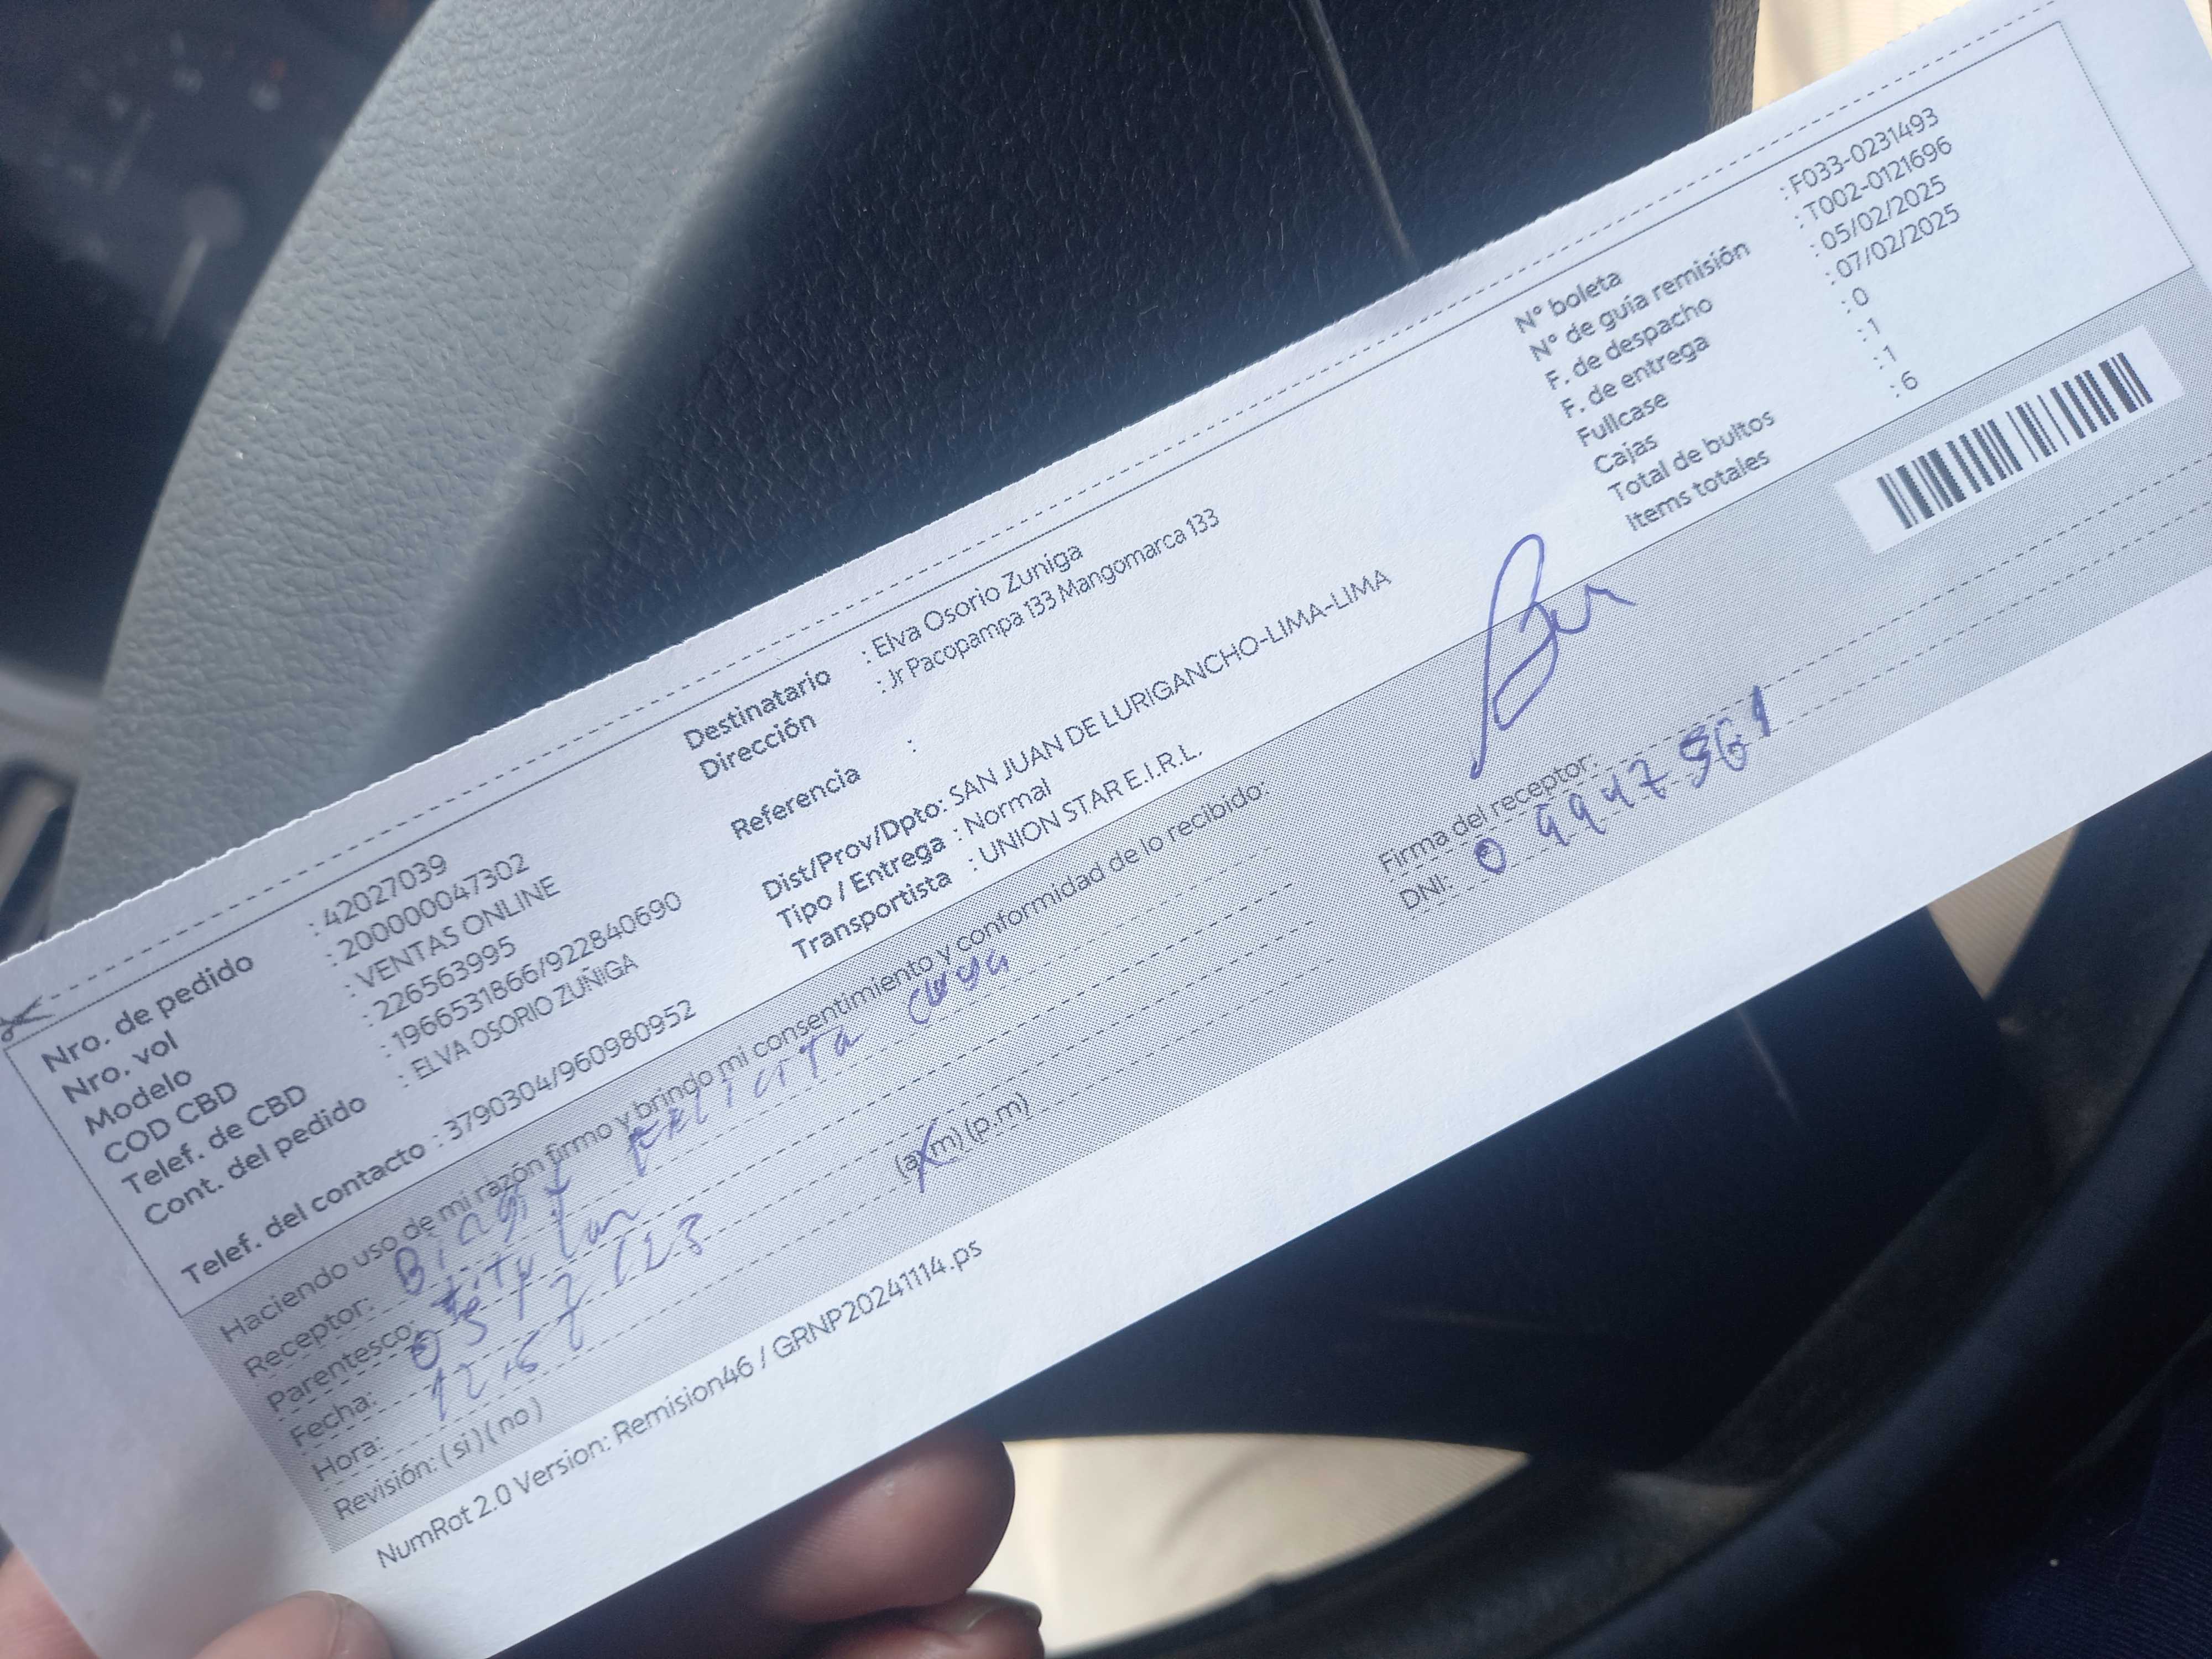 Nro. de pedido : 42027039
Nro. vol : 200000047302
Modelo : VENTAS ONLINE
COD CBD : 226563995
Telef. de CBD : 1966531866/922840690
Cont. del pedido : ELVA OSORIO ZUÑIGA
Telef. del contacto : 3790304/960980952
Destinatario : Elva Osorio Zuniga
Dirección : Jr Pacopampa 133 Mangomarca 133
Referencia :
Dist/Prov/Dpto: SAN JUAN DE LURIGANCHO-LIMA-LIMA
Tipo / Entrega : Normal
Transportista : UNION STAR E.I.R.L.
N° boleta : F033-0231493
N° de guía remisión : T002-0121696
F. de despacho : 05/02/2025
F. de entrega : 07/02/2025
Fullcase : 0
Cajas : 1
Total de bultos : 1
Items totales : 6
Haciendo uso de mi razón firmo y brindo mi consentimiento y conformidad de lo recibido:
Receptor:
Parentesco:
Fecha:
Hora: (a.m) (p.m)
Revisión: ( si ) ( no )
Firma del receptor:
DNI:
NumRot 2.0 Version: Remision46 / GRNP20241114.ps